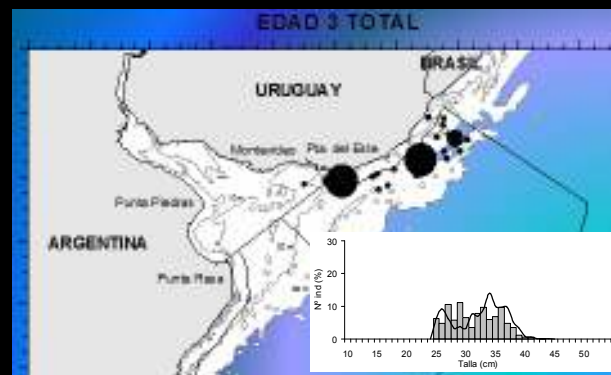 EDAD 3 TOTAL
BRASIL
URUGUAY
Montevideo
Pta. del Este
Punta Piedras
ARGENTINA
Punta Rasa
30
20
10
0
Nº ind (%)
10 15 20 25 30 35 40 45 50
Talla (cm)